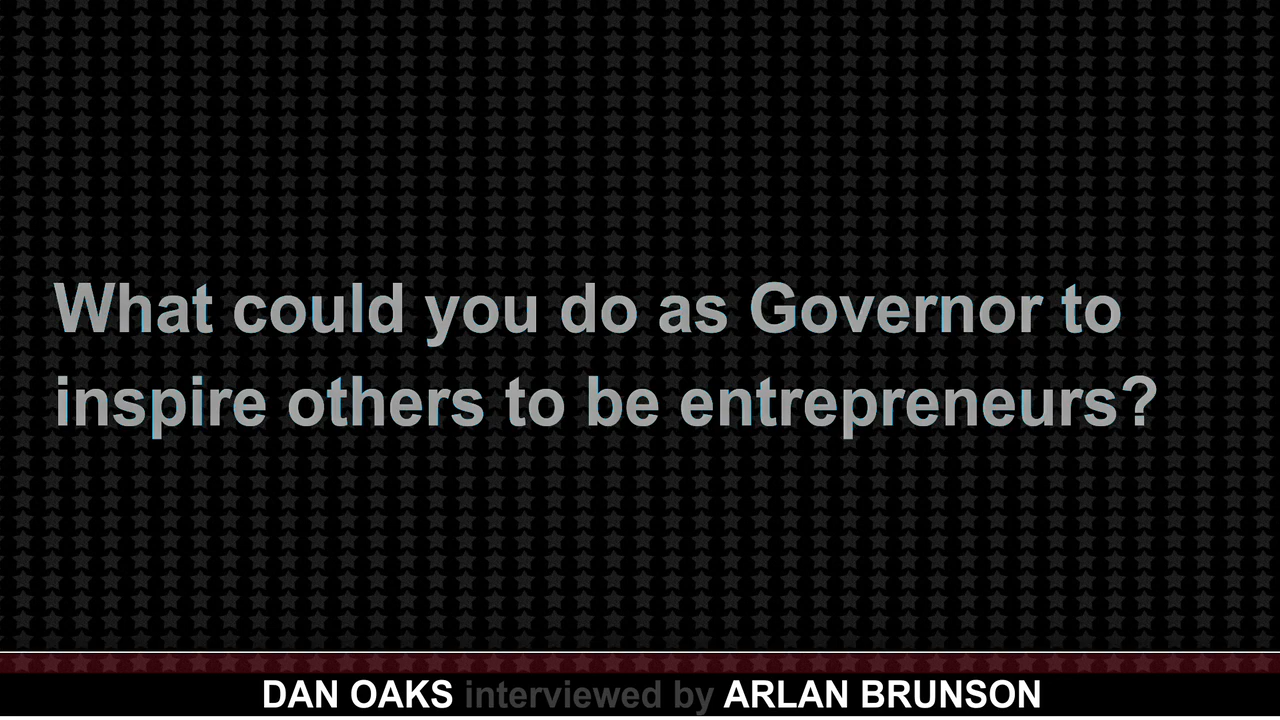 What could you do as Governor to
inspire others to be entrepreneurs?
DAN OAKS interviewed by ARLAN BRUNSON